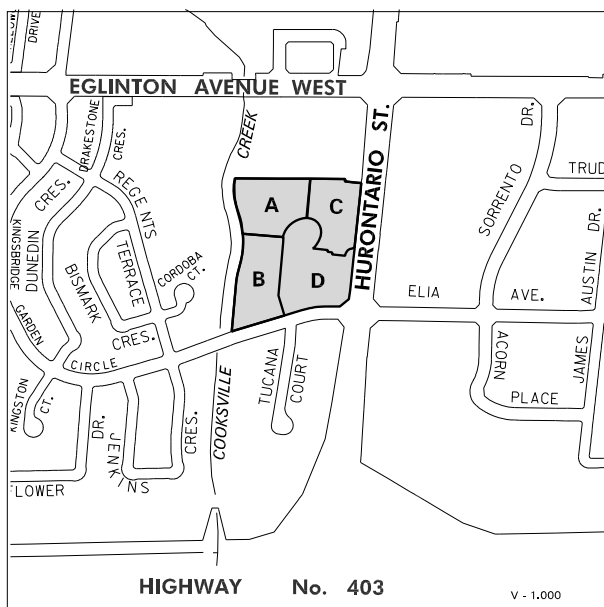 DRIVE
EGLINTON AVENUE WEST
DRAKESTONE
CRES.
CREEK
HURONTARIO ST.
DR.
SORRENTO
TRUD
AUSTIN DR.
CRES.
REGENTS
KINGSBRIDGE
DUNEDIN
TERRACE
BISMARK
CORDOBA
CT.
A
C
B
D
ELIA AVE.
GARDEN
CRES.
CIRCLE
TUCANA
COURT
COOKSVILLE
ACORN
PLACE
JAMES
KINGSTON
CT.
DR.
JENKINS
CRES.
FLOWER
HIGHWAY No. 403
V - 1.000